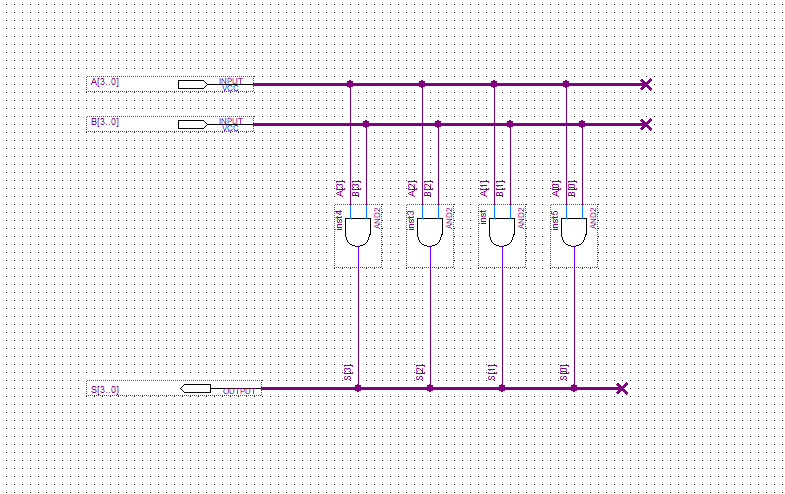 A[3..0] INPUT
VCC
B[3..0] INPUT
VCC
A[3] B[3] A[2] B[2] A[1] B[1] A[0] B[0]
inst4 AND2 inst3 AND2 inst AND2 inst5 AND2
S[3] S[2] S[1] S[0]
S[3..0] OUTPUT